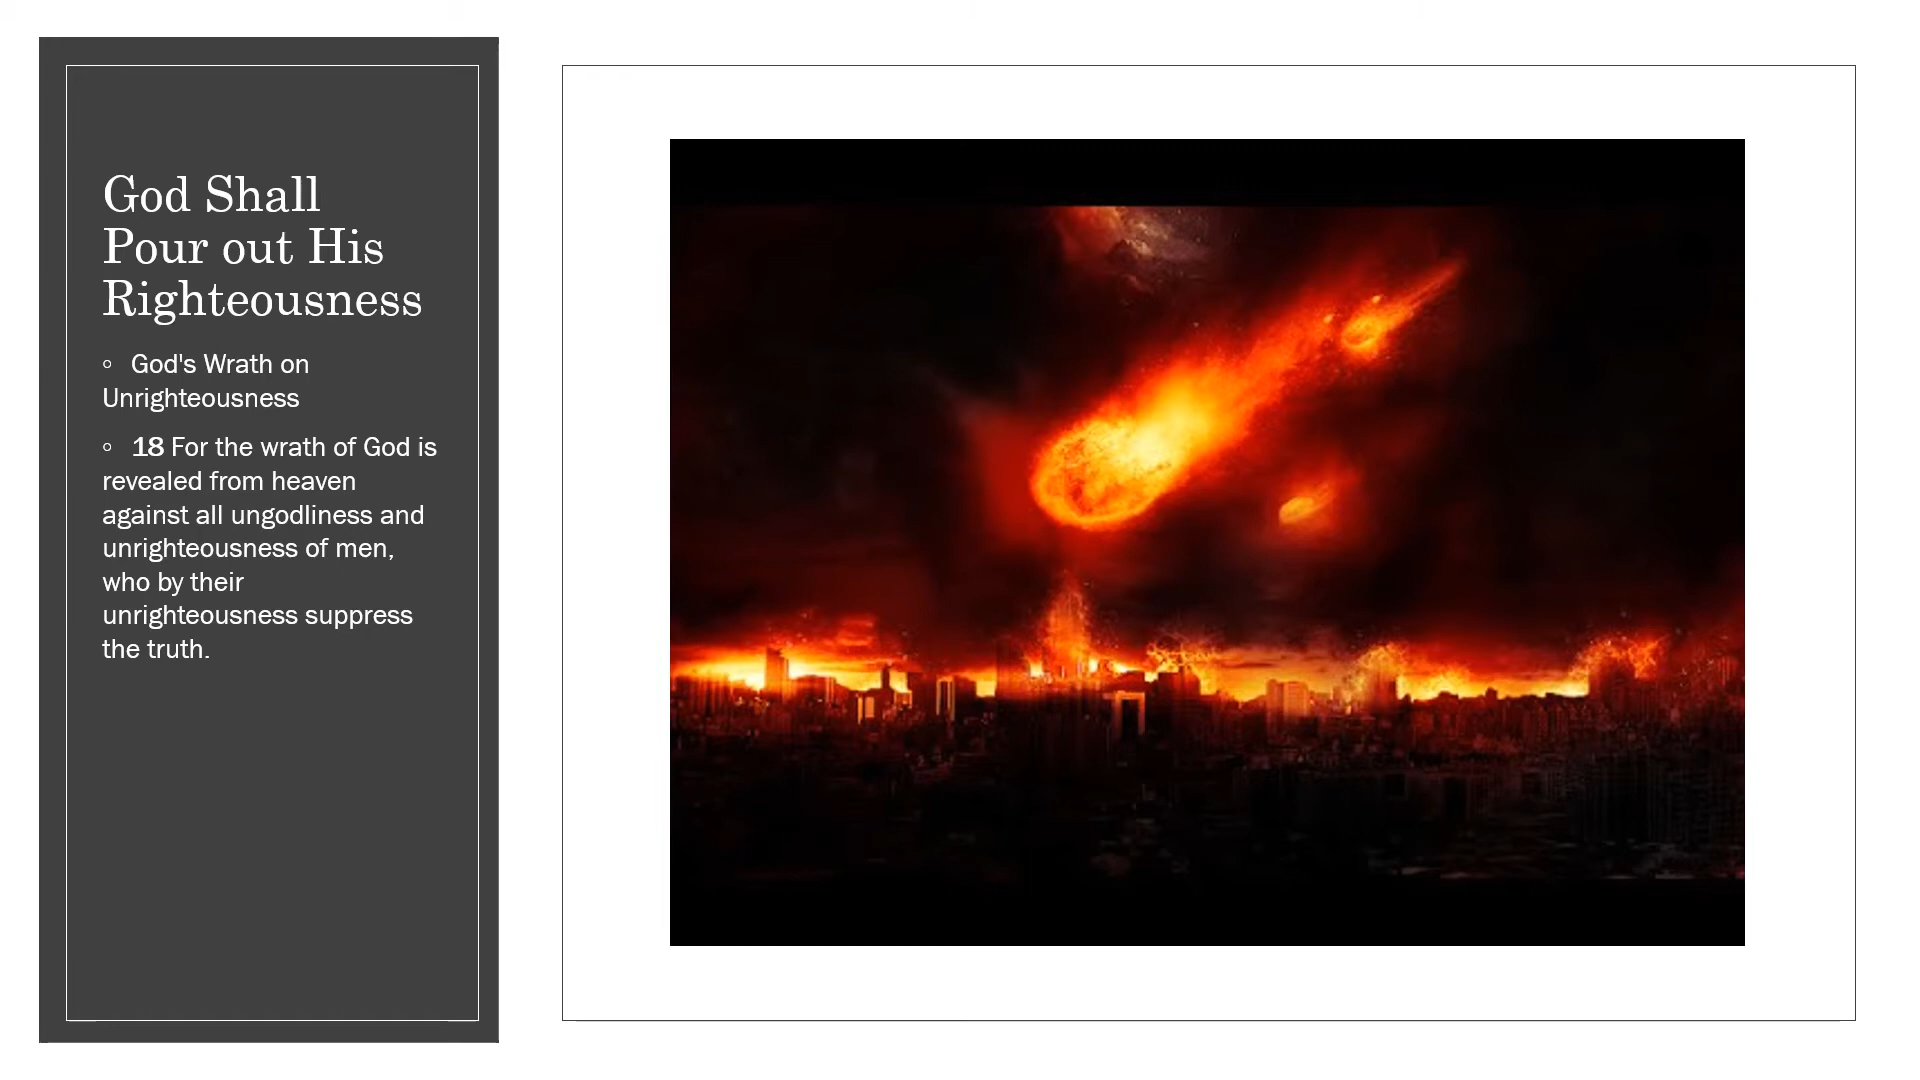 God Shall
Pour out His
Righteousness
◦ God's Wrath on
Unrighteousness
◦ 18 For the wrath of God is
revealed from heaven
against all ungodliness and
unrighteousness of men,
who by their
unrighteousness suppress
the truth.